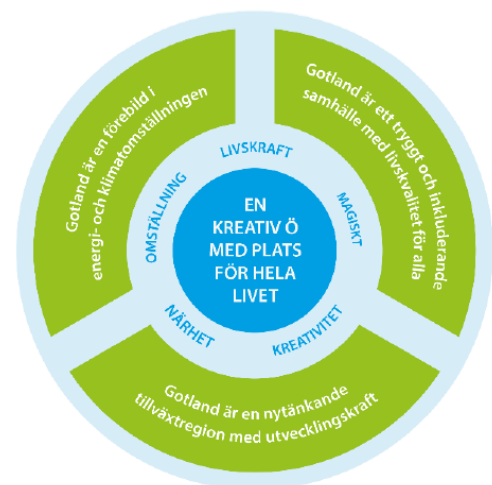 Gotland är en förebild i
energi- och klimatomställningen
Gotland är ett tryggt och inkluderande
samhälle med livskvalitet för alla
LIVSKRAFT
OMSTÄLLNING
MAGISKT
EN
KREATIV Ö
MED PLATS
FÖR HELA
LIVET
NÄRHET
KREATIVITET
Gotland är en nytänkande
tillväxtregion med utvecklingskraft